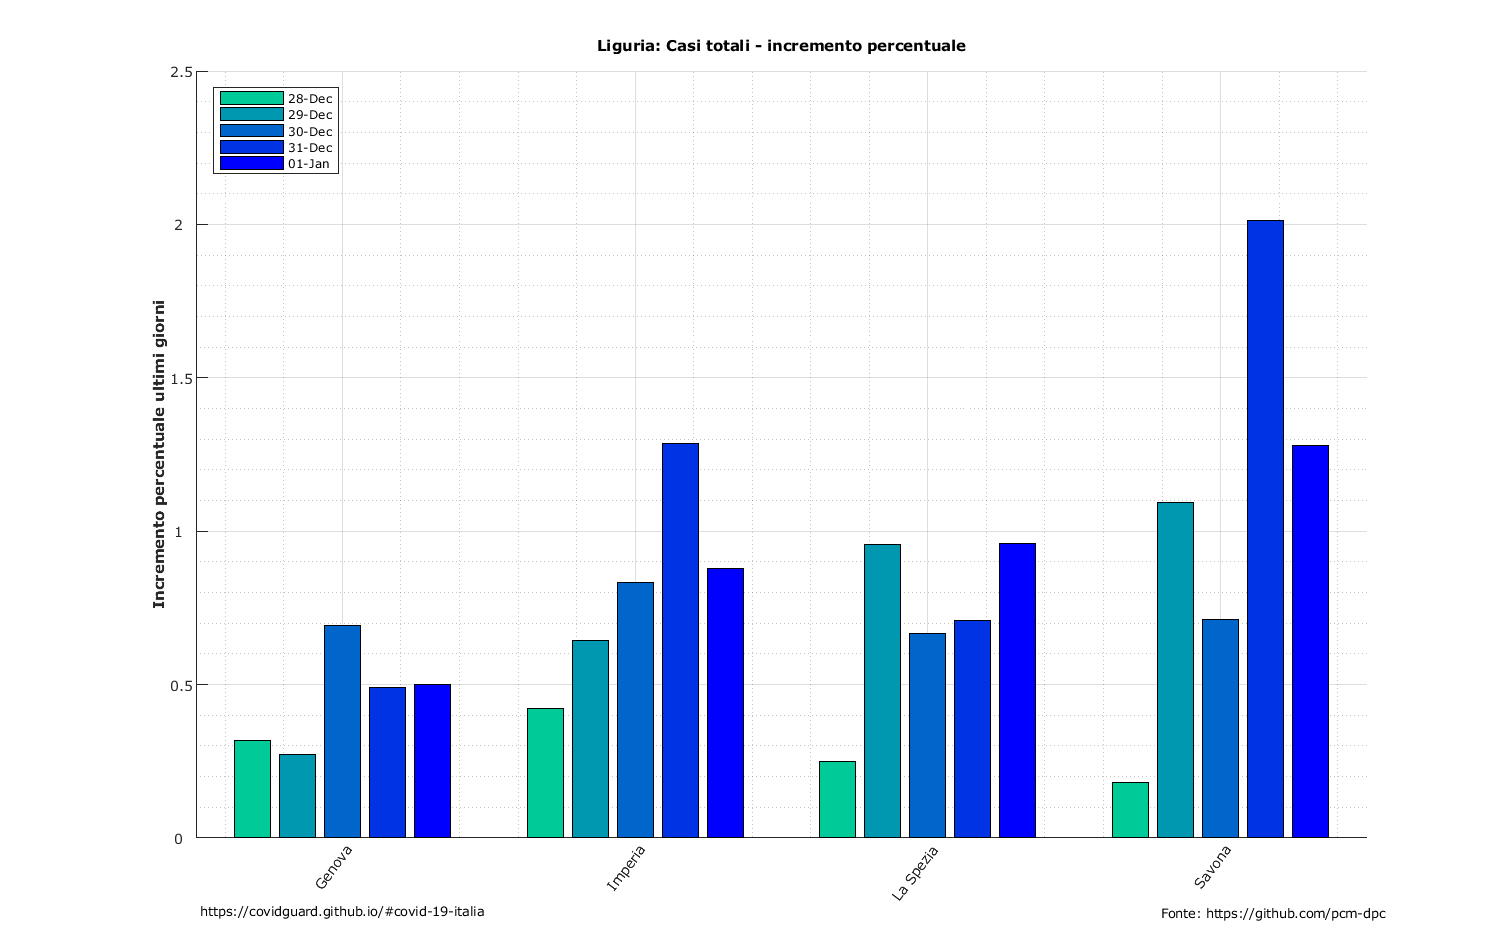 Liguria: Casi totali - incremento percentuale
2.5
2
1.5
1
0.5
0
Incremento percentuale ultimi giorni
28-Dec
29-Dec
30-Dec
31-Dec
01-Jan
Genova
Imperia
La Spezia
Savona
https://covidguard.github.io/#covid-19-italia
Fonte: https://github.com/pcm-dpc